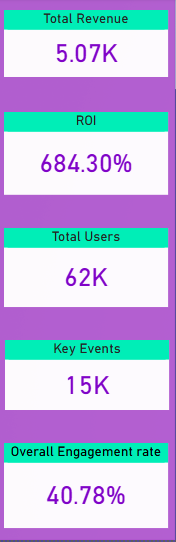 Total Revenue
5.07K
ROI
684.30%
Total Users
62K
Key Events
15K
Overall Engagement rate
40.78%